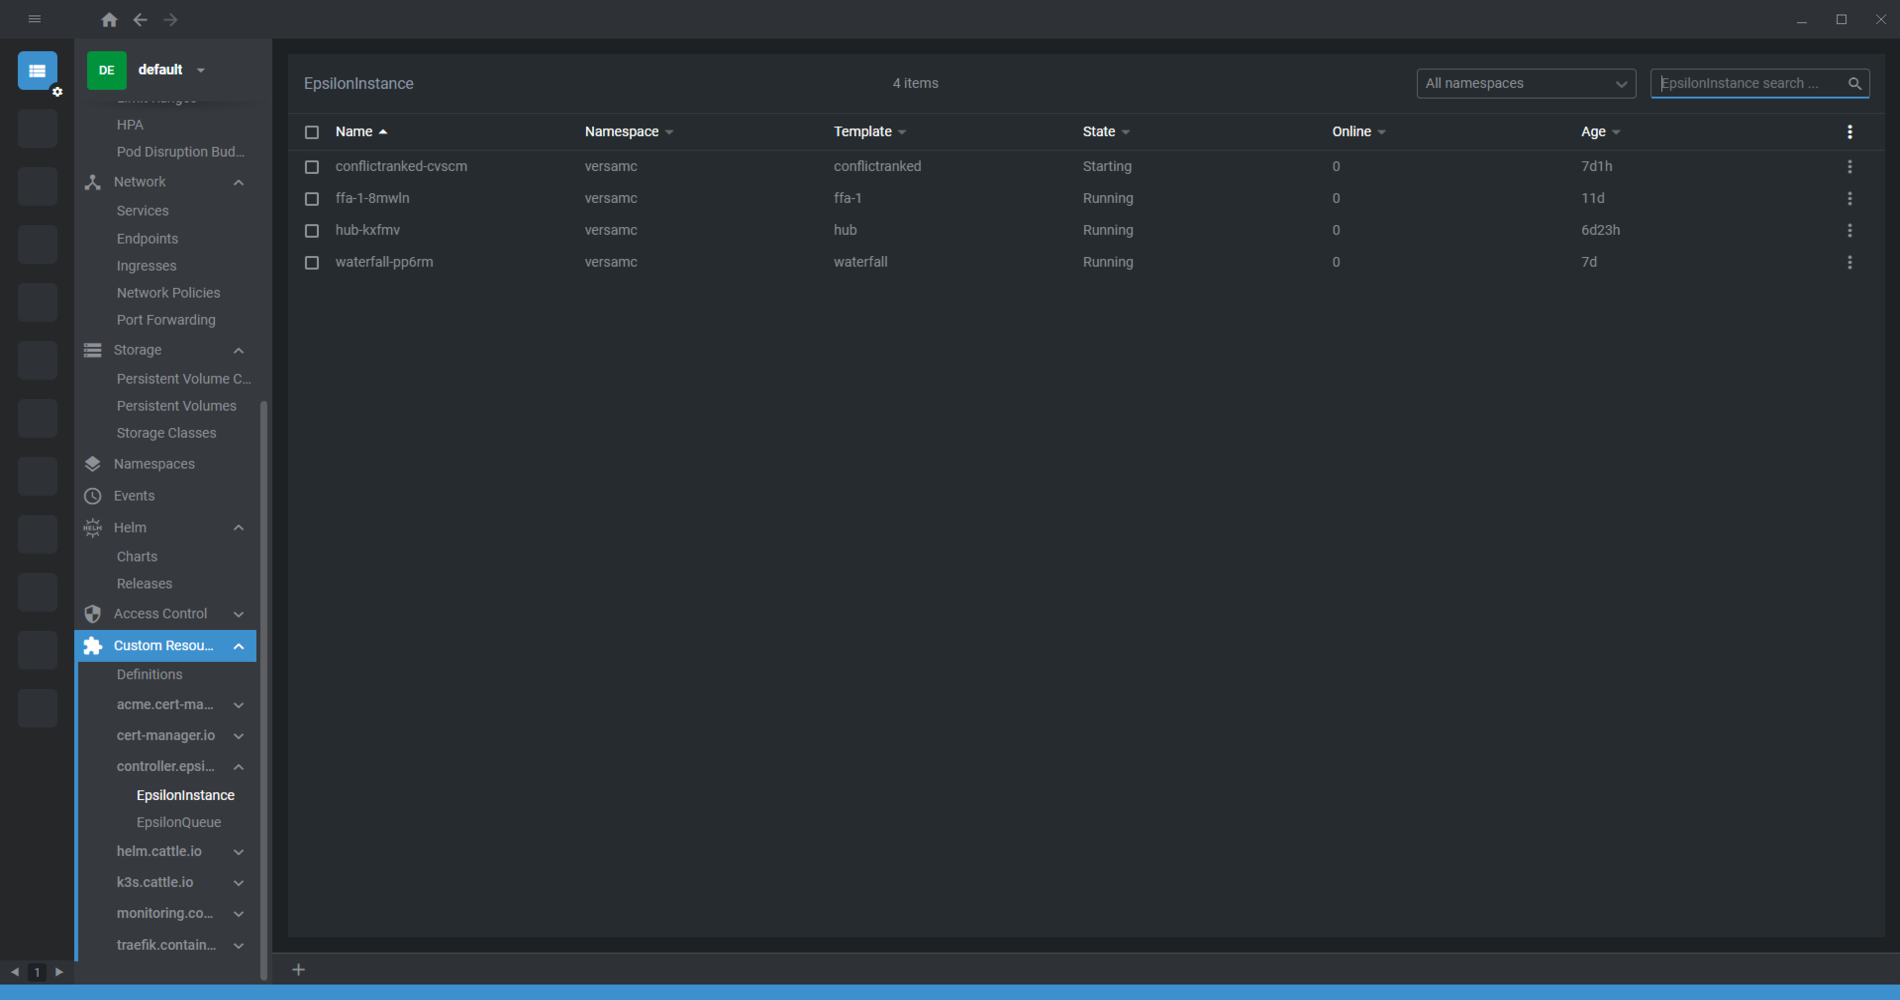 DE default
Limit Ranges
HPA
Pod Disruption Bud...
Network
Services
Endpoints
Ingresses
Network Policies
Port Forwarding
Storage
Persistent Volume C...
Persistent Volumes
Storage Classes
Namespaces
Events
HELM Helm
Charts
Releases
Access Control
Custom Resou...
Definitions
acme.cert-ma...
cert-manager.io
controller.epsi...
EpsilonInstance
EpsilonQueue
helm.cattle.io
k3s.cattle.io
monitoring.co...
traefik.contain...
1
EpsilonInstance 4 items All namespaces EpsilonInstance search ...
Name Namespace Template State Online Age
conflictranked-cvscm versamc conflictranked Starting 0 7d1h
ffa-1-8mwln versamc ffa-1 Running 0 11d
hub-kxfmv versamc hub Running 0 6d23h
waterfall-pp6rm versamc waterfall Running 0 7d